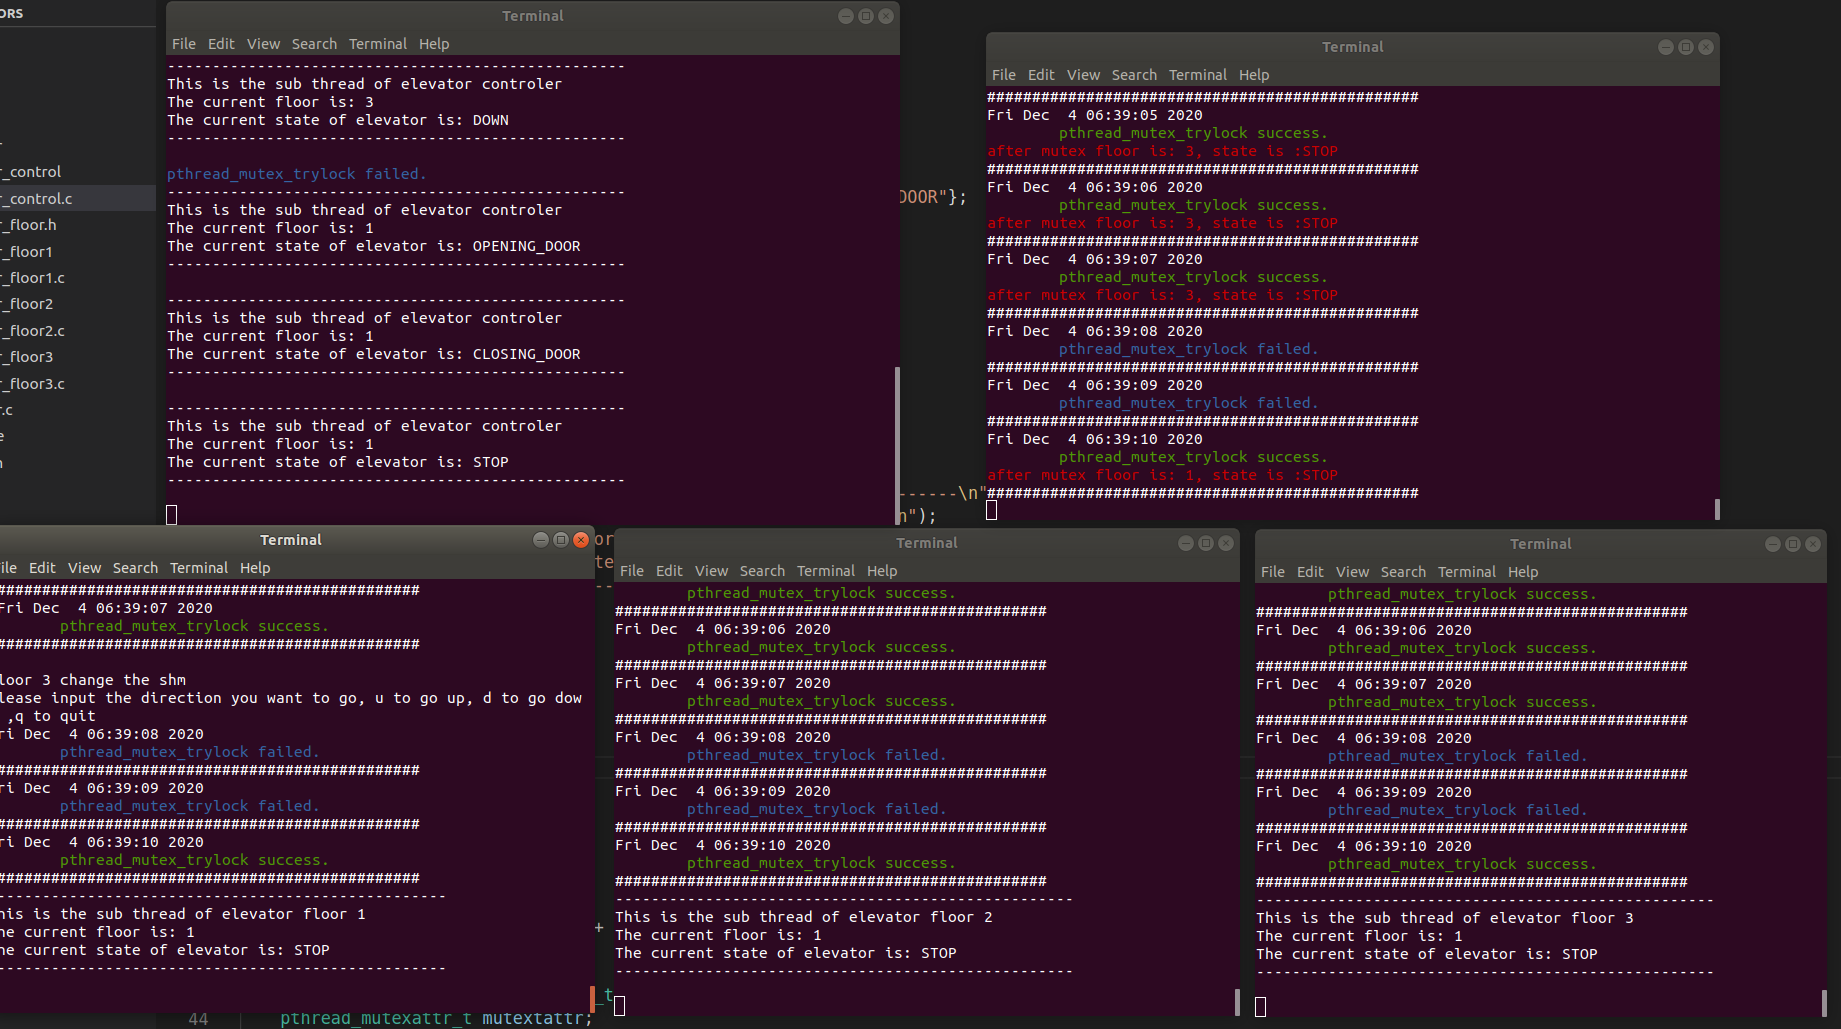 ORS
r_control
r_control.c
r_floor.h
r_floor1
r_floor1.c
r_floor2
r_floor2.c
r_floor3
r_floor3.c
r.c
e
Terminal
File Edit View Search Terminal Help
---------------------------------------------------
This is the sub thread of elevator controler
The current floor is: 3
The current state of elevator is: DOWN
---------------------------------------------------
pthread_mutex_trylock failed.
---------------------------------------------------
This is the sub thread of elevator controler
The current floor is: 1
The current state of elevator is: OPENING_DOOR
---------------------------------------------------
---------------------------------------------------
This is the sub thread of elevator controler
The current floor is: 1
The current state of elevator is: CLOSING_DOOR
---------------------------------------------------
---------------------------------------------------
This is the sub thread of elevator controler
The current floor is: 1
The current state of elevator is: STOP
---------------------------------------------------
DOOR"};
------\n"
n");
Terminal
File Edit View Search Terminal Help
################################################
Fri Dec  4 06:39:05 2020
pthread_mutex_trylock success.
after mutex floor is: 3, state is :STOP
################################################
Fri Dec  4 06:39:06 2020
pthread_mutex_trylock success.
after mutex floor is: 3, state is :STOP
################################################
Fri Dec  4 06:39:07 2020
pthread_mutex_trylock success.
after mutex floor is: 3, state is :STOP
################################################
Fri Dec  4 06:39:08 2020
pthread_mutex_trylock failed.
################################################
Fri Dec  4 06:39:09 2020
pthread_mutex_trylock failed.
################################################
Fri Dec  4 06:39:10 2020
pthread_mutex_trylock success.
after mutex floor is: 1, state is :STOP
################################################
Terminal
ile Edit View Search Terminal Help
###############################################
Fri Dec  4 06:39:07 2020
pthread_mutex_trylock success.
###############################################
loor 3 change the shm
lease input the direction you want to go, u to go up, d to go dow
,q to quit
ri Dec  4 06:39:08 2020
pthread_mutex_trylock failed.
###############################################
ri Dec  4 06:39:09 2020
pthread_mutex_trylock failed.
###############################################
ri Dec  4 06:39:10 2020
pthread_mutex_trylock success.
###############################################
--------------------------------------------------
his is the sub thread of elevator floor 1
he current floor is: 1
he current state of elevator is: STOP
--------------------------------------------------
or
te
--
+
_t
Terminal
File Edit View Search Terminal Help
pthread_mutex_trylock success.
################################################
Fri Dec  4 06:39:06 2020
pthread_mutex_trylock success.
################################################
Fri Dec  4 06:39:07 2020
pthread_mutex_trylock success.
################################################
Fri Dec  4 06:39:08 2020
pthread_mutex_trylock failed.
################################################
Fri Dec  4 06:39:09 2020
pthread_mutex_trylock failed.
################################################
Fri Dec  4 06:39:10 2020
pthread_mutex_trylock success.
################################################
---------------------------------------------------
This is the sub thread of elevator floor 2
The current floor is: 1
The current state of elevator is: STOP
---------------------------------------------------
Terminal
File Edit View Search Terminal Help
pthread_mutex_trylock success.
################################################
Fri Dec  4 06:39:06 2020
pthread_mutex_trylock success.
################################################
Fri Dec  4 06:39:07 2020
pthread_mutex_trylock success.
################################################
Fri Dec  4 06:39:08 2020
pthread_mutex_trylock failed.
################################################
Fri Dec  4 06:39:09 2020
pthread_mutex_trylock failed.
################################################
Fri Dec  4 06:39:10 2020
pthread_mutex_trylock success.
################################################
---------------------------------------------------
This is the sub thread of elevator floor 3
The current floor is: 1
The current state of elevator is: STOP
---------------------------------------------------
44 pthread_mutexattr_t mutextattr;